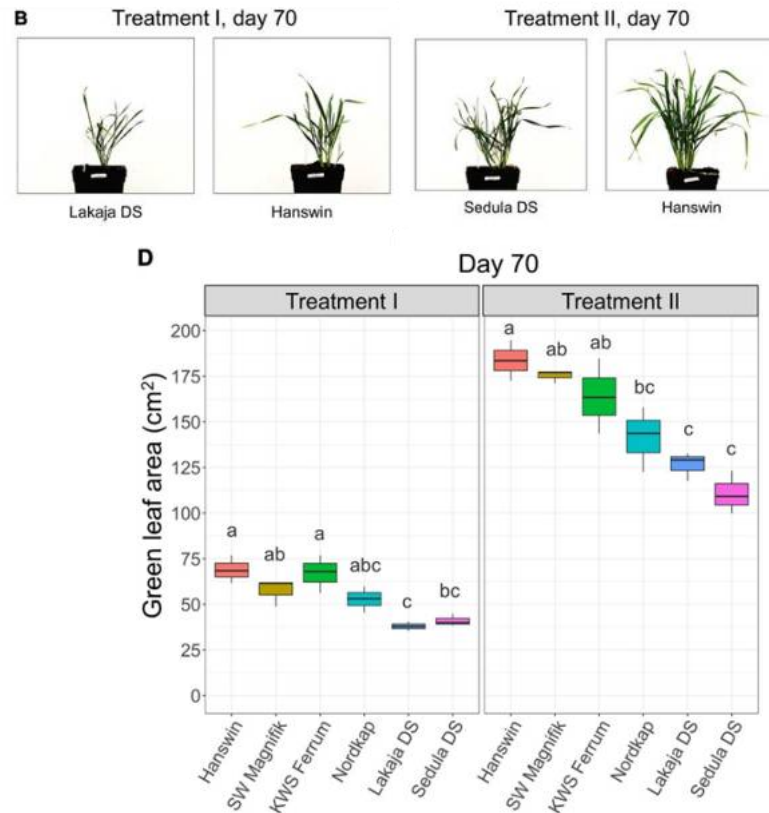 B
Treatment I, day 70
Treatment II, day 70
Lakaja DS
Hanswin
Sedula DS
Hanswin
D
Day 70
Treatment I
Treatment II
Green leaf area (cm²)
200
175
150
125
100
75
50
25
0
a
ab
a
abc
c
bc
a
ab
ab
bc
c
c
Hanswin
SW Magnifik
KWS Ferrum
Nordkap
Lakaja DS
Sedula DS
Hanswin
SW Magnifik
KWS Ferrum
Nordkap
Lakaja DS
Sedula DS